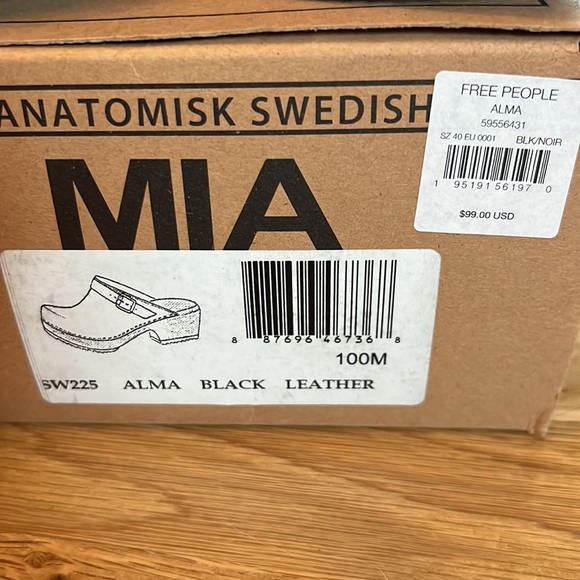 ANATOMISK SWEDISH
MIA
FREE PEOPLE
ALMA
59556431
SZ 40 EU 0001 BLK/NOIR
1 95191 56197 0
$99.00 USD
8 87696 46736 8
100M
SW225 ALMA BLACK LEATHER